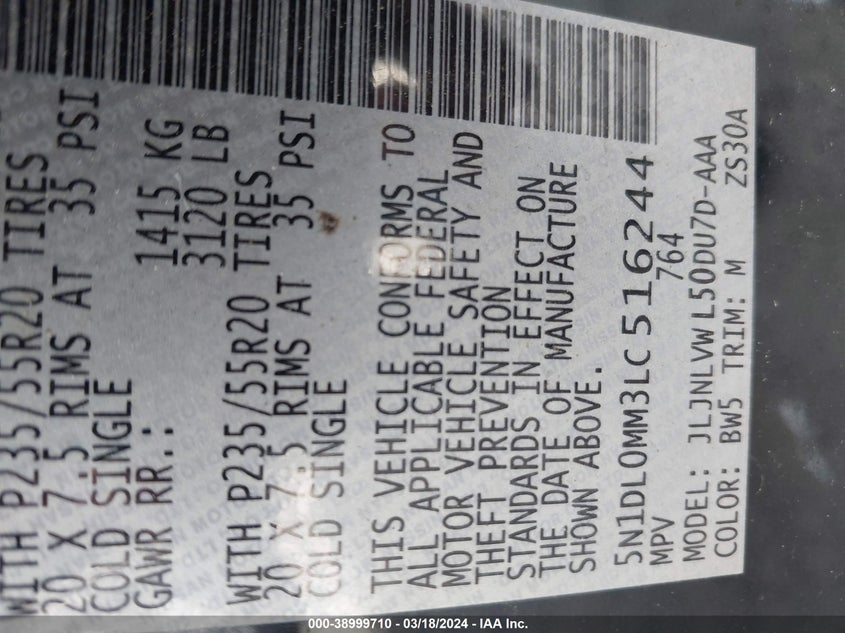 WITH P235/55R20 TIRES
20 X 7.5 RIMS AT 35 PSI
COLD SINGLE
GAWR RR.: 1415 KG
3120 LB
WITH P235/55R20 TIRES
20 X 7.5 RIMS AT 35 PSI
COLD SINGLE
THIS VEHICLE CONFORMS TO
ALL APPLICABLE FEDERAL
MOTOR VEHICLE SAFETY AND
THEFT PREVENTION
STANDARDS IN EFFECT ON
THE DATE OF MANUFACTURE
SHOWN ABOVE.
5N1DL0MM3LC516244
MPV 764
MODEL: JLJNLVWL50DU7D-AAA
COLOR: BW5 TRIM: M ZS30A
000-38999710 - 03/18/2024 - IAA Inc.